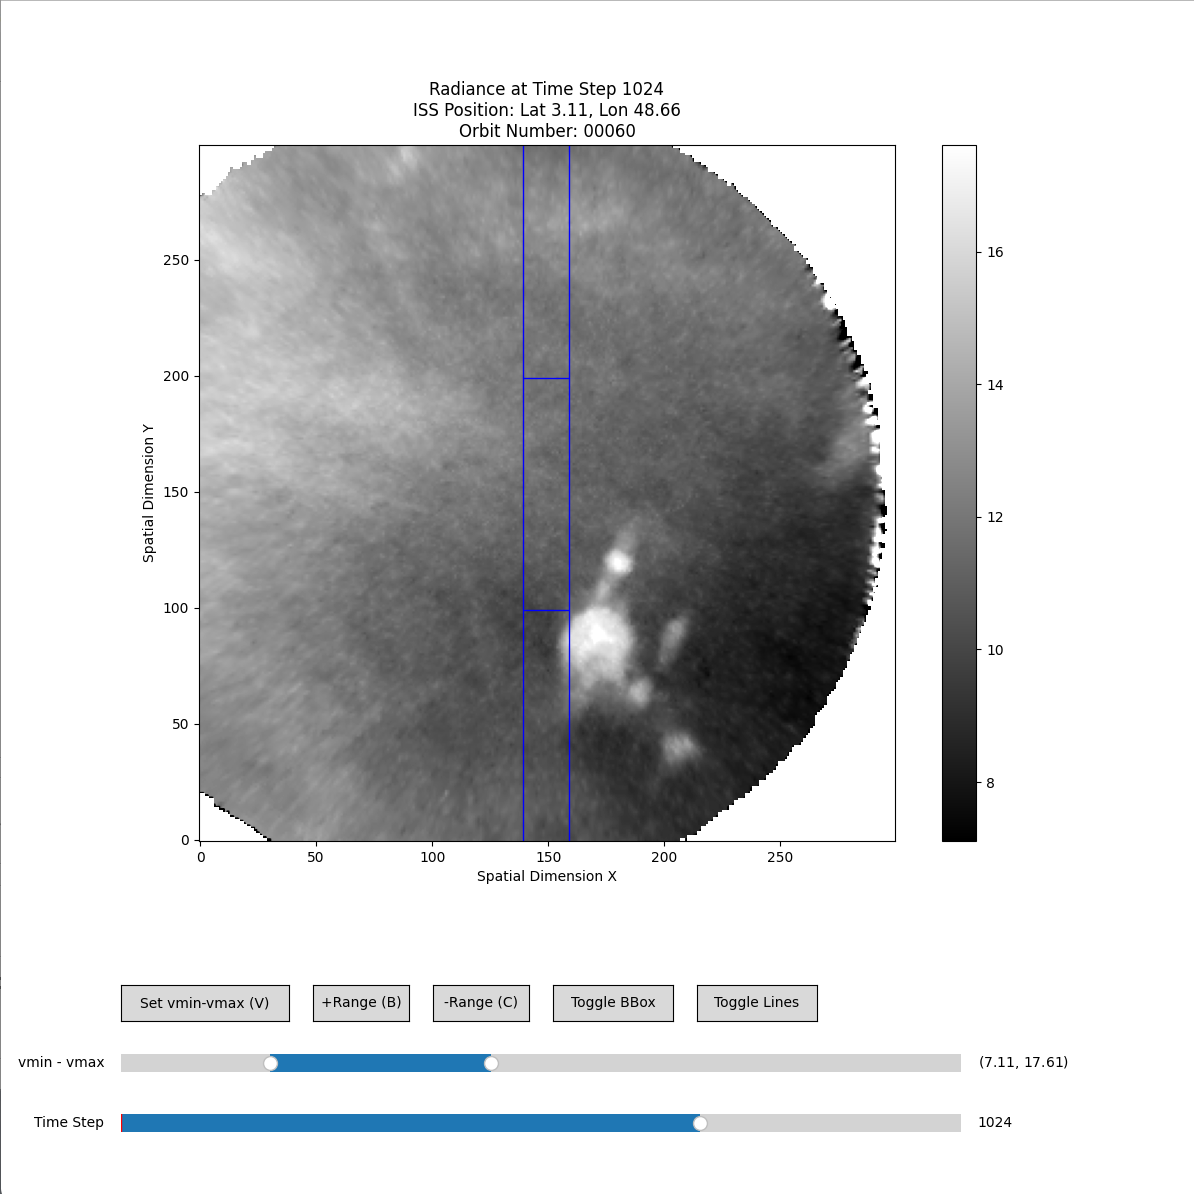 Radiance at Time Step 1024
ISS Position: Lat 3.11, Lon 48.66
Orbit Number: 00060
250
200
150
100
50
0
Spatial Dimension Y
0 50 100 150 200 250
Spatial Dimension X
16
14
12
10
8
Set vmin-vmax (V) +Range (B) -Range (C) Toggle BBox Toggle Lines
vmin - vmax (7.11, 17.61)
Time Step 1024